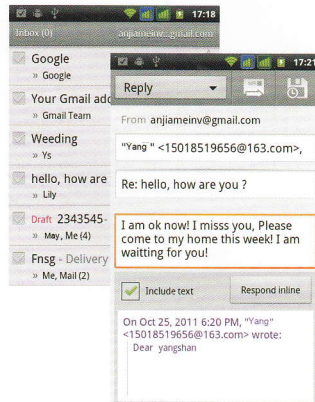 17:18
Inbox (0) anjiameinv...gmail.com
Google
» Google
Your Gmail add
» Gmail Team
Weeding
» Ys
hello, how are
» Lily
Draft 2343545-
» May, Me (4)
Fnsg - Delivery
» Me, Mail (2)
17:21
Reply
From anjiameinv@gmail.com
"Yang" <15018519656@163.com>,
Re: hello, how are you ?
I am ok now! I misss you, Please
come to my home this week! I am
waitting for you!
Include text
Respond inline
On Oct 25, 2011 6:20 PM, "Yang"
<15018519656@163.com> wrote:
Dear yangshan